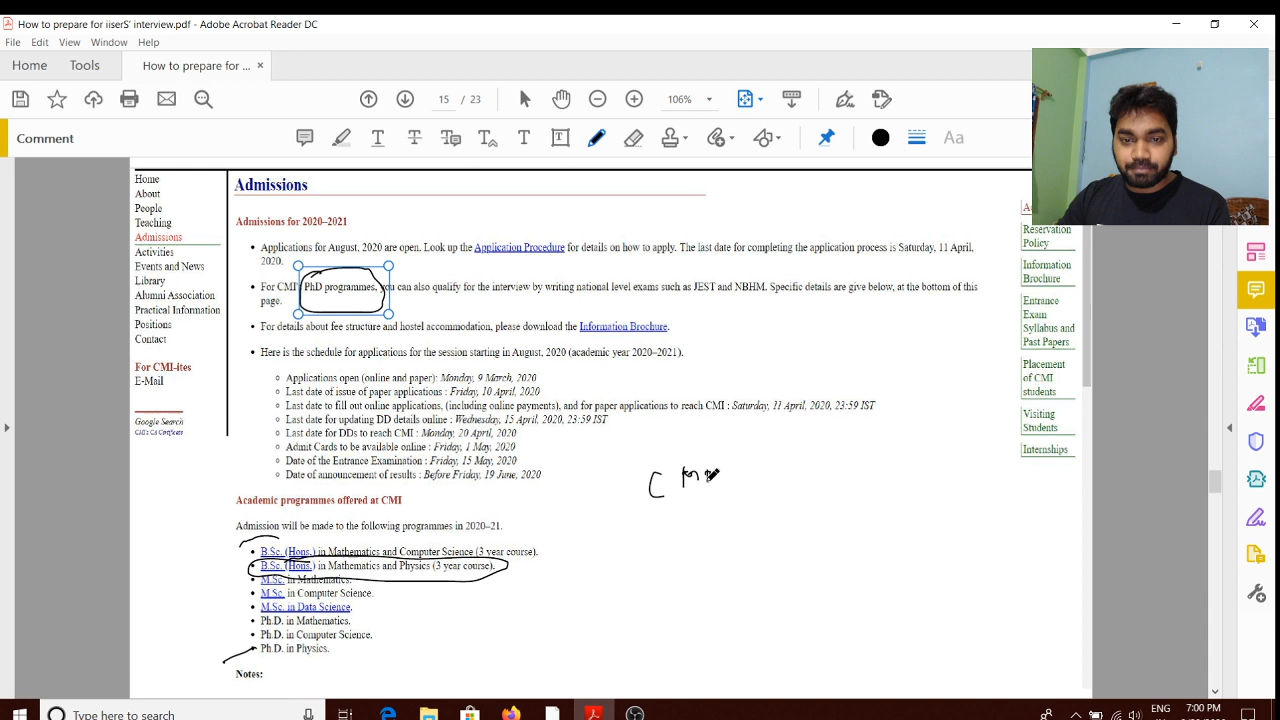 How to prepare for iiserS' interview.pdf - Adobe Acrobat Reader DC
File Edit View Window Help
Home Tools How to prepare for ... ×
15 / 23 106%
Comment
Aa
Home
About
People
Teaching
Admissions
Activities
Events and News
Library
Alumni Association
Practical Information
Positions
Contact
For CMI-ites
E-Mail
Google Search
Admissions
Admissions for 2020–2021
Applications for August, 2020 are open. Look up the Application Procedure for details on how to apply. The last date for completing the application process is Saturday, 11 April,
2020.
For CMI's PhD programmes, you can also qualify for the interview by writing national level exams such as JEST and NBHM. Specific details are give below, at the bottom of this
page.
For details about fee structure and hostel accommodation, please download the Information Brochure.
Here is the schedule for applications for the session starting in August, 2020 (academic year 2020–2021).
Applications open (online and paper): Monday, 9 March, 2020
Last date of issue of paper applications : Friday, 10 April, 2020
Last date to fill out online applications, (including online payments), and for paper applications to reach CMI : Saturday, 11 April, 2020, 23:59 IST
Last date for updating DD details online : Wednesday, 15 April, 2020, 23:59 IST
Last date for DDs to reach CMI : Monday, 20 April, 2020
Admit Cards to be available online : Friday, 1 May, 2020
Date of the Entrance Examination : Friday, 15 May, 2020
Date of announcement of results : Before Friday, 19 June, 2020
Academic programmes offered at CMI
Admission will be made to the following programmes in 2020–21.
B.Sc. (Hons.) in Mathematics and Computer Science (3 year course).
B.Sc. (Hons.) in Mathematics and Physics (3 year course).
M.Sc. in Mathematics.
M.Sc. in Computer Science.
M.Sc. in Data Science.
Ph.D. in Mathematics.
Ph.D. in Computer Science.
Ph.D. in Physics.
Notes:
Reservation
Policy
Information
Brochure
Entrance
Exam
Syllabus and
Past Papers
Placement
of CMI
students
Visiting
Students
Internships
Type here to search
ENG 7:00 PM